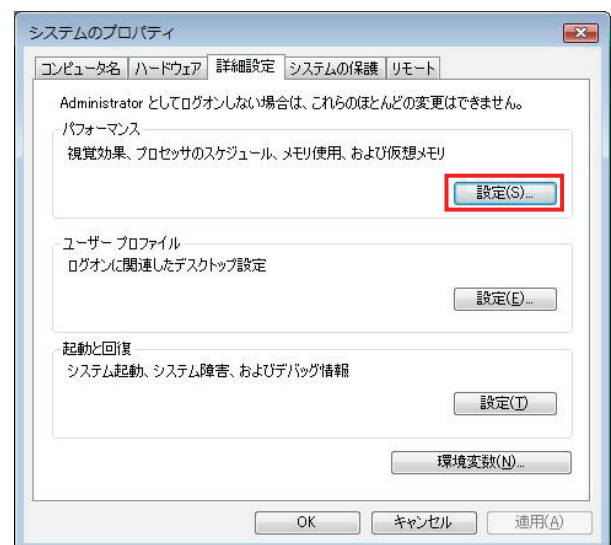 システムのプロパティ
コンピュータ名 ハードウェア 詳細設定 システムの保護 リモート
Administrator としてログオンしない場合は、これらのほとんどの変更はできません。
パフォーマンス
視覚効果、プロセッサのスケジュール、メモリ使用、および仮想メモリ
設定(S)...
ユーザー プロファイル
ログオンに関連したデスクトップ設定
設定(E)...
起動と回復
システム起動、システム障害、およびデバッグ情報
設定(T)
環境変数(N)...
OK キャンセル 適用(A)